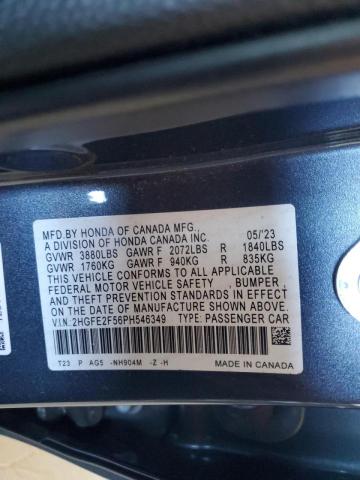 MFD.BY HONDA OF CANADA MFG. 05/'23
A DIVISION OF HONDA CANADA INC.
GVWR 3880LBS GAWR F 2072LBS R 1840LBS
GVWR 1760KG GAWR F 940KG R 835KG
THIS VEHICLE CONFORMS TO ALL APPLICABLE
FEDERAL MOTOR VEHICLE SAFETY , BUMPER ,
AND THEFT PREVENTION STANDARDS IN EFFECT
ON THE DATE OF MANUFACTURE SHOWN ABOVE.
V.I.N. 2HGFE2F56PH546349 TYPE: PASSENGER CAR
T23 P AG5 -NH904M -Z -H MADE IN CANADA